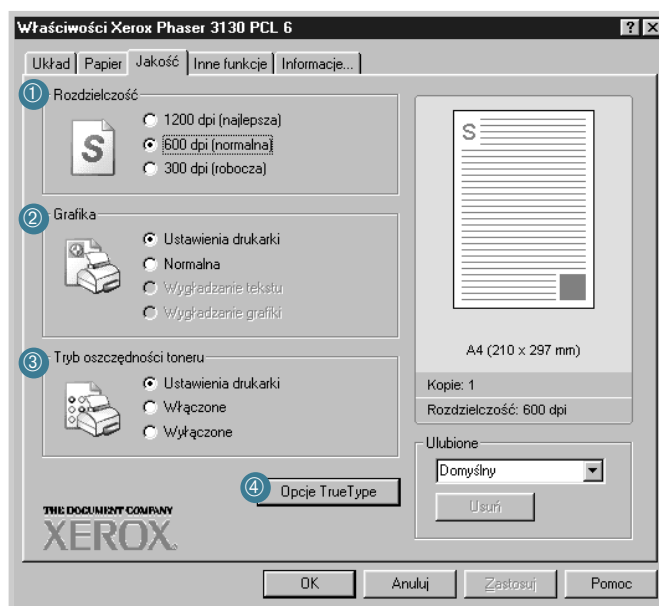 Właściwości Xerox Phaser 3130 PCL 6
Układ Papier Jakość Inne funkcje Informacje...
1 Rozdzielczość
1200 dpi (najlepsza)
600 dpi (normalna)
300 dpi (robocza)
S
S
2 Grafika
Ustawienia drukarki
Normalna
Wygładzanie tekstu
Wygładzanie grafiki
A4 (210 x 297 mm)
3 Tryb oszczędności toneru
Ustawienia drukarki
Włączone
Wyłączone
Kopie: 1
Rozdzielczość: 600 dpi
Ulubione
Domyślny
Usuń
4 Opcje TrueType
THE DOCUMENT COMPANY
XEROX
OK Anuluj Zastosuj Pomoc